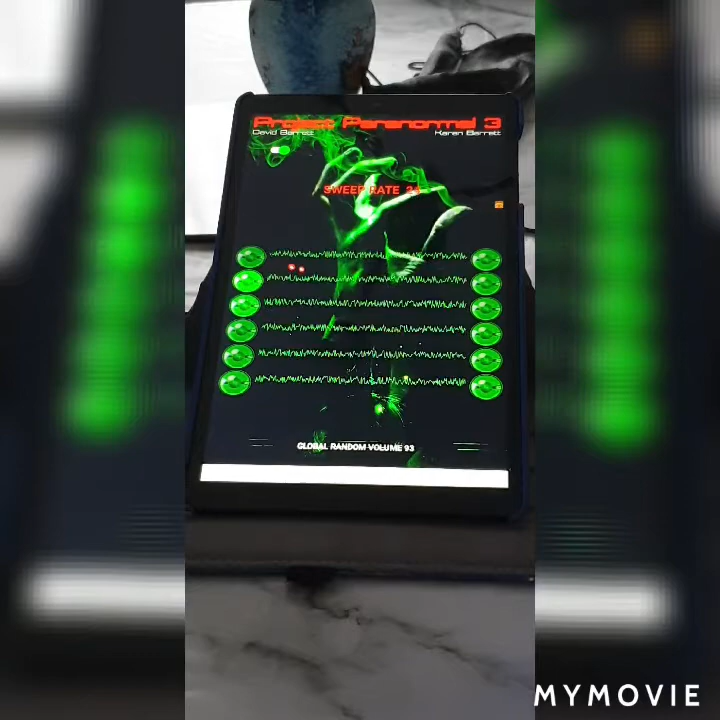 Project Paranormal 3
David Barrett Karen Barrett
SWEEP RATE 24
GLOBAL RANDOM VOLUME 93
MYMOVIE